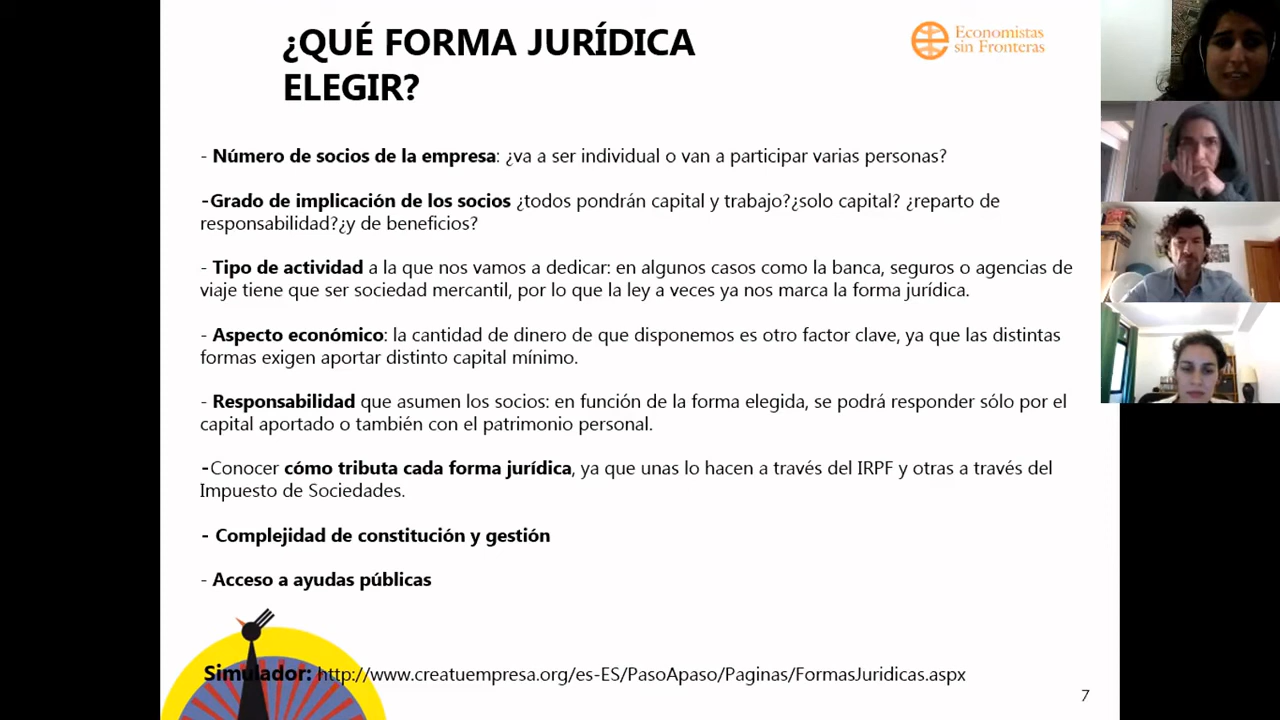 ¿QUÉ FORMA JURÍDICA
ELEGIR?
Economistas
sin Fronteras
- Número de socios de la empresa: ¿va a ser individual o van a participar varias personas?
-Grado de implicación de los socios ¿todos pondrán capital y trabajo?¿solo capital? ¿reparto de
responsabilidad?¿y de beneficios?
- Tipo de actividad a la que nos vamos a dedicar: en algunos casos como la banca, seguros o agencias de
viaje tiene que ser sociedad mercantil, por lo que la ley a veces ya nos marca la forma jurídica.
- Aspecto económico: la cantidad de dinero de que disponemos es otro factor clave, ya que las distintas
formas exigen aportar distinto capital mínimo.
- Responsabilidad que asumen los socios: en función de la forma elegida, se podrá responder sólo por el
capital aportado o también con el patrimonio personal.
-Conocer cómo tributa cada forma jurídica, ya que unas lo hacen a través del IRPF y otras a través del
Impuesto de Sociedades.
- Complejidad de constitución y gestión
- Acceso a ayudas públicas
Simulador: http://www.creatuempresa.org/es-ES/PasoApaso/Paginas/FormasJuridicas.aspx
7